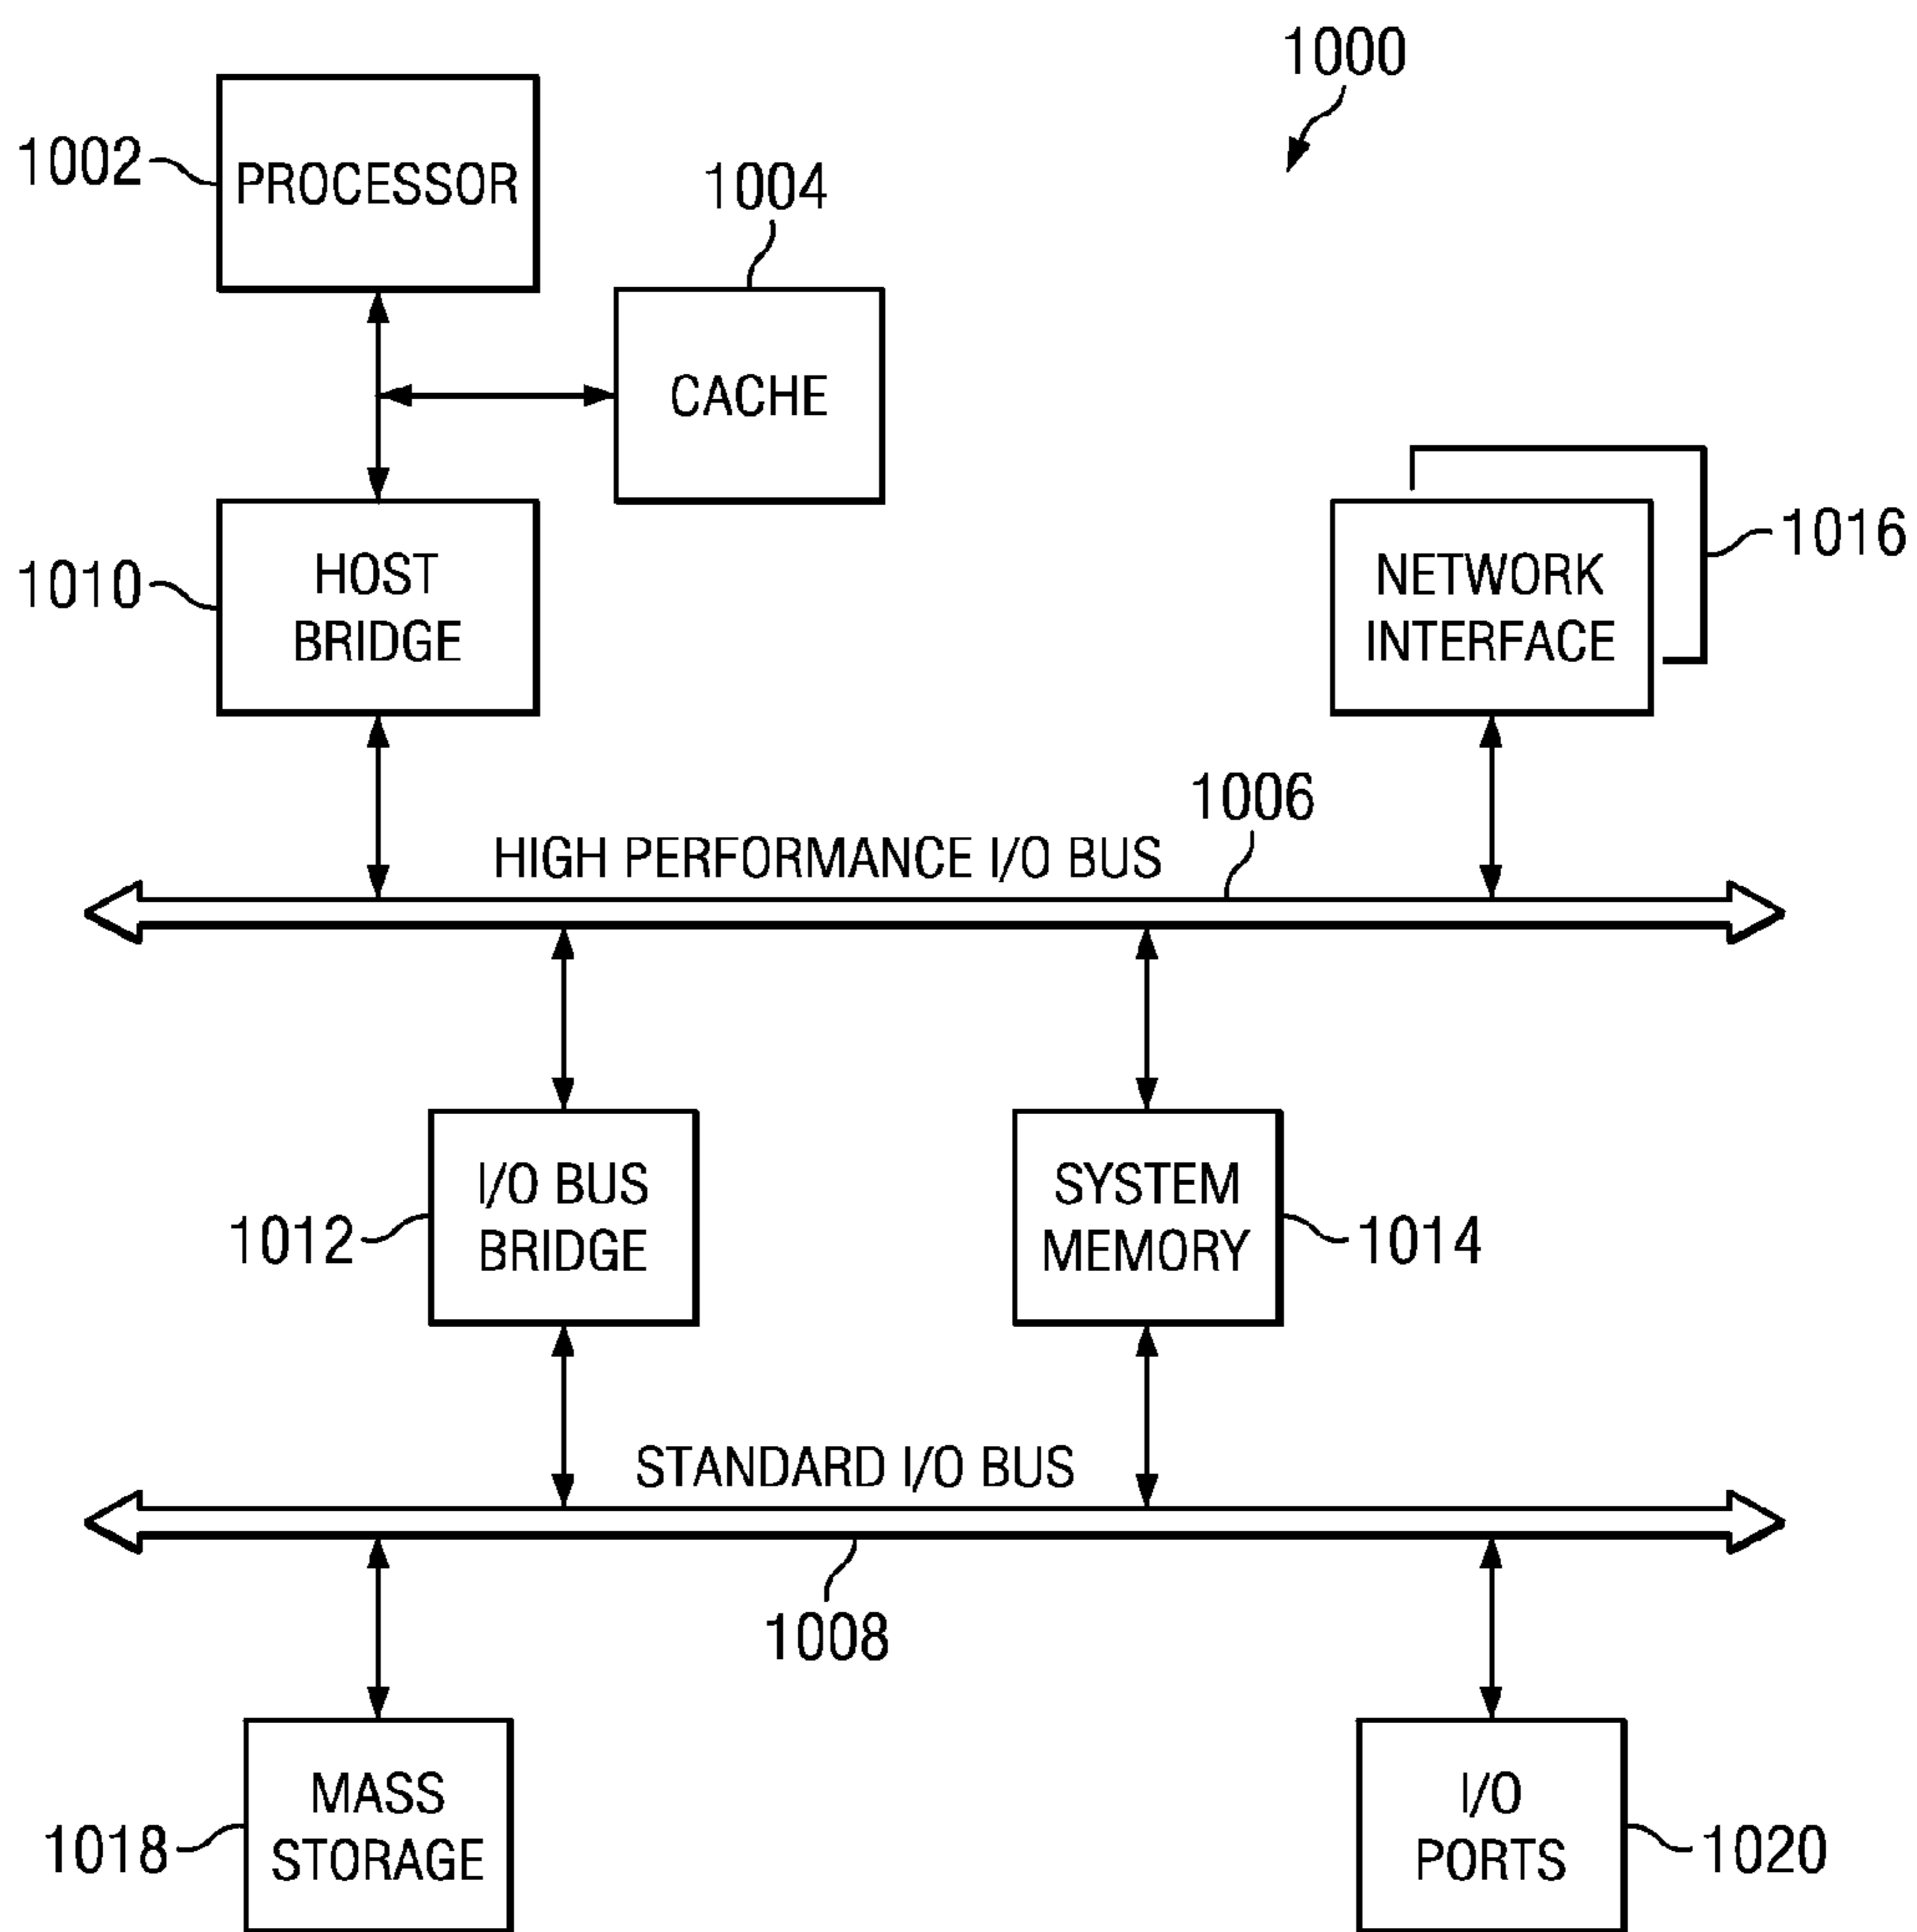 1000
1002
PROCESSOR
1004
CACHE
1010
HOST
BRIDGE
1016
NETWORK
INTERFACE
1006
HIGH PERFORMANCE I/O BUS
1012
I/O BUS
BRIDGE
SYSTEM
MEMORY
1014
STANDARD I/O BUS
1008
1018
MASS
STORAGE
I/O
PORTS
1020